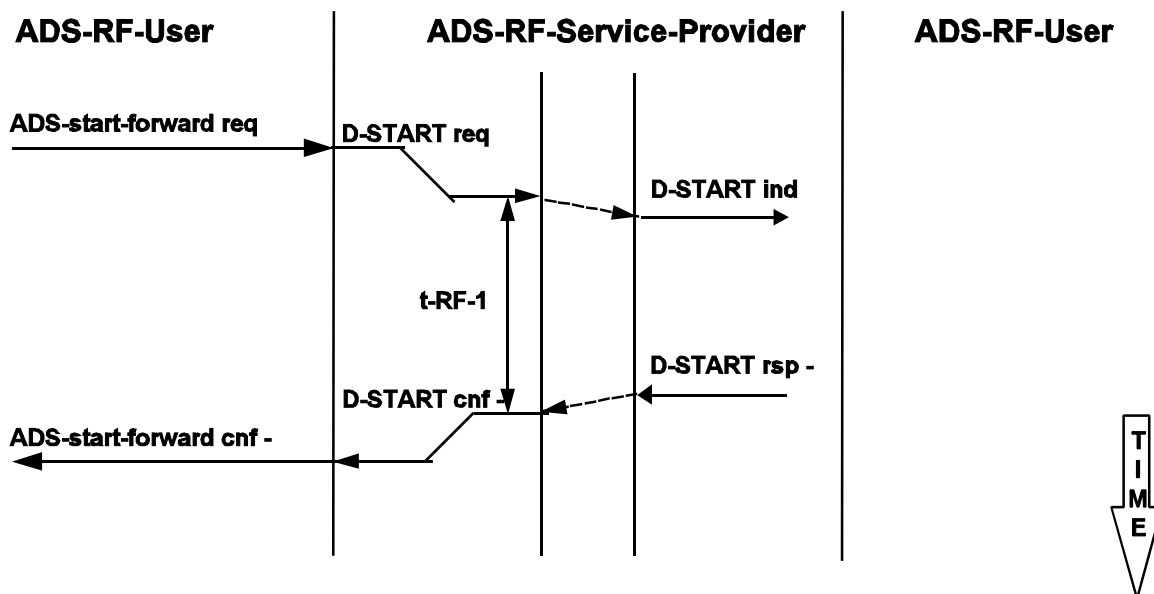 ADS-RF-User
ADS-RF-Service-Provider
ADS-RF-User
ADS-start-forward req
D-START req
D-START ind
t-RF-1
D-START rsp -
D-START cnf -
ADS-start-forward cnf -
TIME